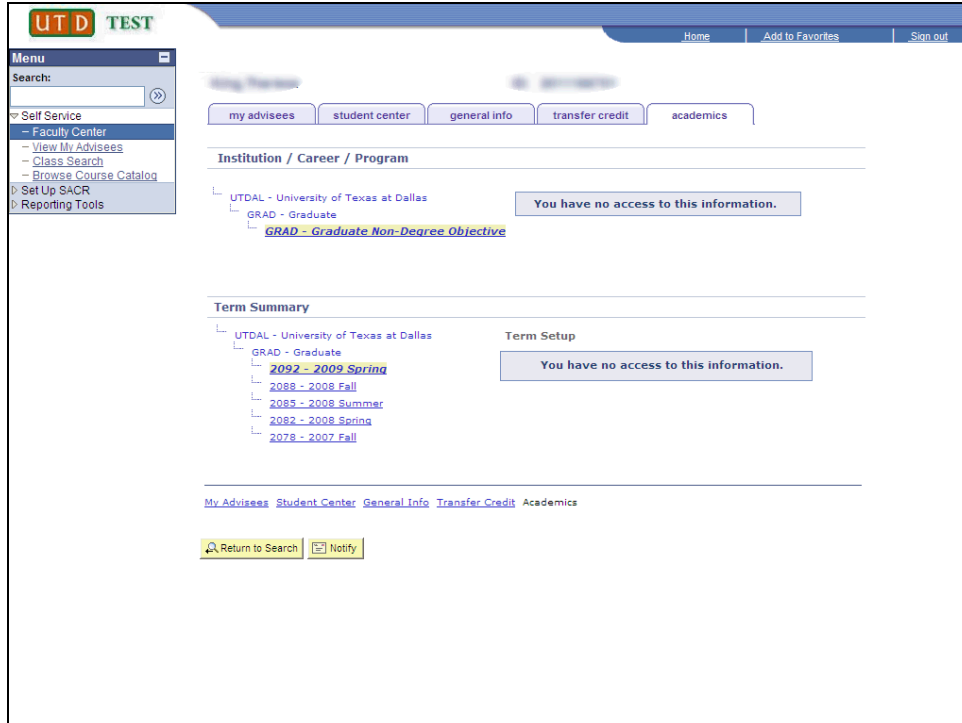 UTD TEST
Home Add to Favorites Sign out
Menu
Search:
Self Service
Faculty Center
View My Advisees
Class Search
Browse Course Catalog
Set Up SACR
Reporting Tools
my advisees student center general info transfer credit academics
Institution / Career / Program
UTDAL - University of Texas at Dallas
GRAD - Graduate
GRAD - Graduate Non-Degree Objective
You have no access to this information.
Term Summary
UTDAL - University of Texas at Dallas
GRAD - Graduate
2092 - 2009 Spring
2088 - 2008 Fall
2085 - 2008 Summer
2082 - 2008 Spring
2078 - 2007 Fall
Term Setup
You have no access to this information.
My Advisees Student Center General Info Transfer Credit Academics
Return to Search Notify